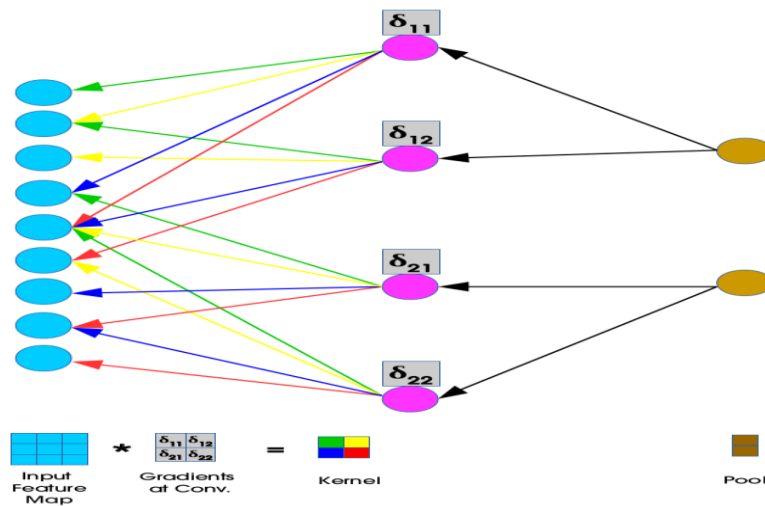 δ11
δ12
δ21
δ22
δ11 δ12
δ21 δ22
*
=
Input
Feature
Map
Gradients
at Conv.
Kernel
Pool